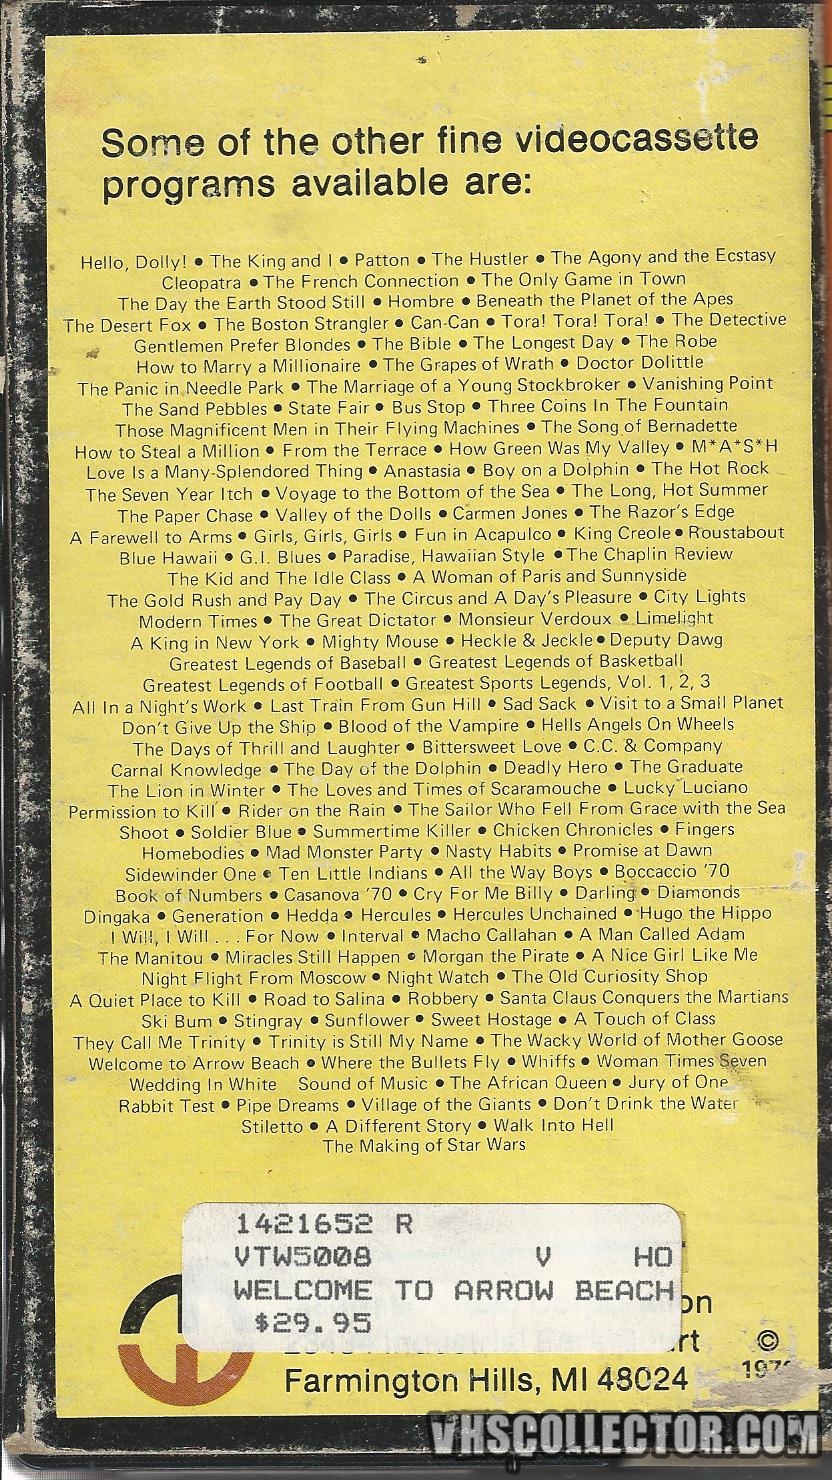 Some of the other fine videocassette
programs available are:
Hello, Dolly! • The King and I • Patton • The Hustler • The Agony and the Ecstasy
Cleopatra • The French Connection • The Only Game in Town
The Day the Earth Stood Still • Hombre • Beneath the Planet of the Apes
The Desert Fox • The Boston Strangler • Can-Can • Tora! Tora! Tora! • The Detective
Gentlemen Prefer Blondes • The Bible • The Longest Day • The Robe
How to Marry a Millionaire • The Grapes of Wrath • Doctor Dolittle
The Panic in Needle Park • The Marriage of a Young Stockbroker • Vanishing Point
The Sand Pebbles • State Fair • Bus Stop • Three Coins In The Fountain
Those Magnificent Men in Their Flying Machines • The Song of Bernadette
How to Steal a Million • From the Terrace • How Green Was My Valley • M*A*S*H
Love Is a Many-Splendored Thing • Anastasia • Boy on a Dolphin • The Hot Rock
The Seven Year Itch • Voyage to the Bottom of the Sea • The Long, Hot Summer
The Paper Chase • Valley of the Dolls • Carmen Jones • The Razor's Edge
A Farewell to Arms • Girls, Girls, Girls • Fun in Acapulco • King Creole • Roustabout
Blue Hawaii • G.I. Blues • Paradise, Hawaiian Style • The Chaplin Review
The Kid and The Idle Class • A Woman of Paris and Sunnyside
The Gold Rush and Pay Day • The Circus and A Day's Pleasure • City Lights
Modern Times • The Great Dictator • Monsieur Verdoux • Limelight
A King in New York • Mighty Mouse • Heckle & Jeckle • Deputy Dawg
Greatest Legends of Baseball • Greatest Legends of Basketball
Greatest Legends of Football • Greatest Sports Legends, Vol. 1, 2, 3
All In a Night's Work • Last Train From Gun Hill • Sad Sack • Visit to a Small Planet
Don't Give Up the Ship • Blood of the Vampire • Hells Angels On Wheels
The Days of Thrill and Laughter • Bittersweet Love • C.C. & Company
Carnal Knowledge • The Day of the Dolphin • Deadly Hero • The Graduate
The Lion in Winter • The Loves and Times of Scaramouche • Lucky Luciano
Permission to Kill • Rider on the Rain • The Sailor Who Fell From Grace with the Sea
Shoot • Soldier Blue • Summertime Killer • Chicken Chronicles • Fingers
Homebodies • Mad Monster Party • Nasty Habits • Promise at Dawn
Sidewinder One • Ten Little Indians • All the Way Boys • Boccaccio '70
Book of Numbers • Casanova '70 • Cry For Me Billy • Darling • Diamonds
Dingaka • Generation • Hedda • Hercules • Hercules Unchained • Hugo the Hippo
I Will, I Will . . . For Now • Interval • Macho Callahan • A Man Called Adam
The Manitou • Miracles Still Happen • Morgan the Pirate • A Nice Girl Like Me
Night Flight From Moscow • Night Watch • The Old Curiosity Shop
A Quiet Place to Kill • Road to Salina • Robbery • Santa Claus Conquers the Martians
Ski Bum • Stingray • Sunflower • Sweet Hostage • A Touch of Class
They Call Me Trinity • Trinity is Still My Name • The Wacky World of Mother Goose
Welcome to Arrow Beach • Where the Bullets Fly • Whiffs • Woman Times Seven
Wedding In White Sound of Music • The African Queen • Jury of One
Rabbit Test • Pipe Dreams • Village of the Giants • Don't Drink the Water
Stiletto • A Different Story • Walk Into Hell
The Making of Star Wars
1421652 R
VTW5008 V HO
WELCOME TO ARROW BEACH
$29.95
Farmington Hills, MI 48024
©
VHSCOLLECTOR.COM